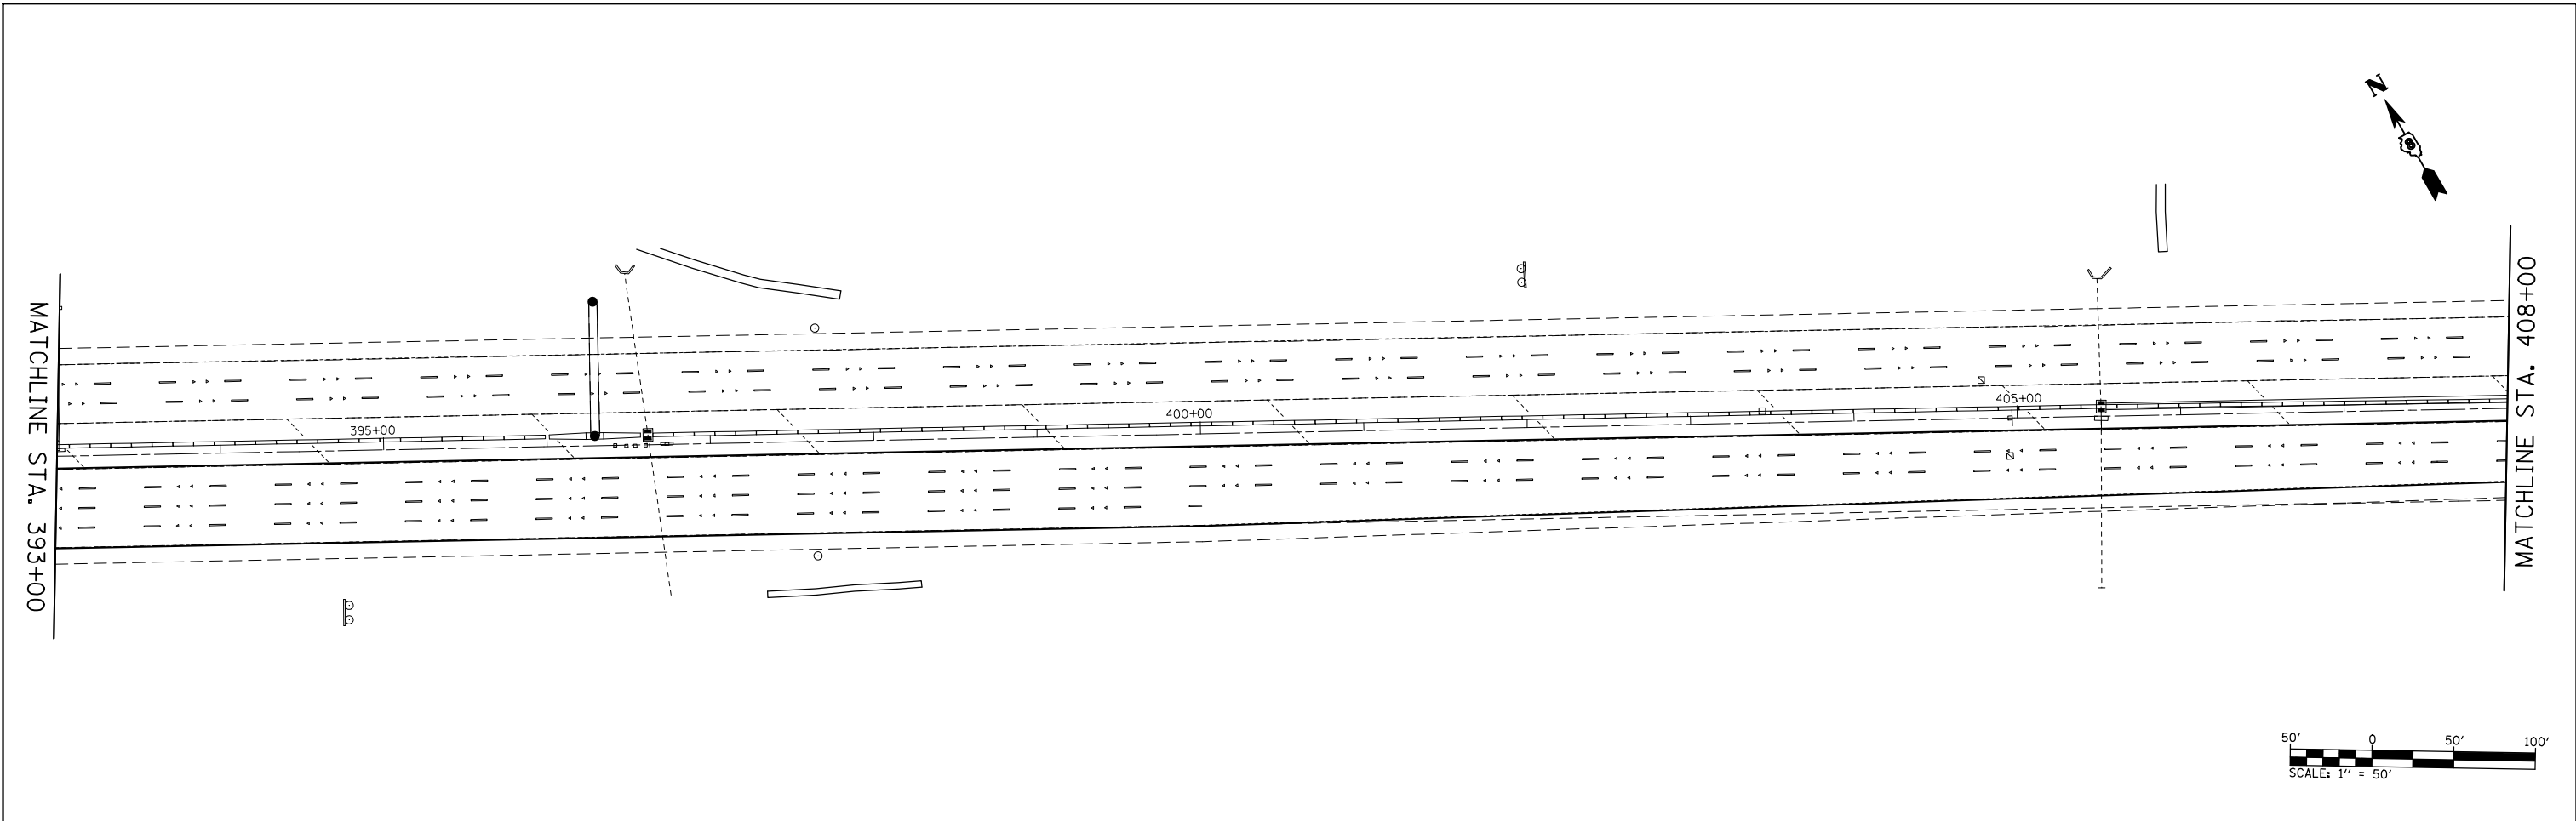 N
MATCHLINE STA. 393+00
395+00
400+00
405+00
MATCHLINE STA. 408+00
50' 0 50' 100'
SCALE: 1'' = 50'